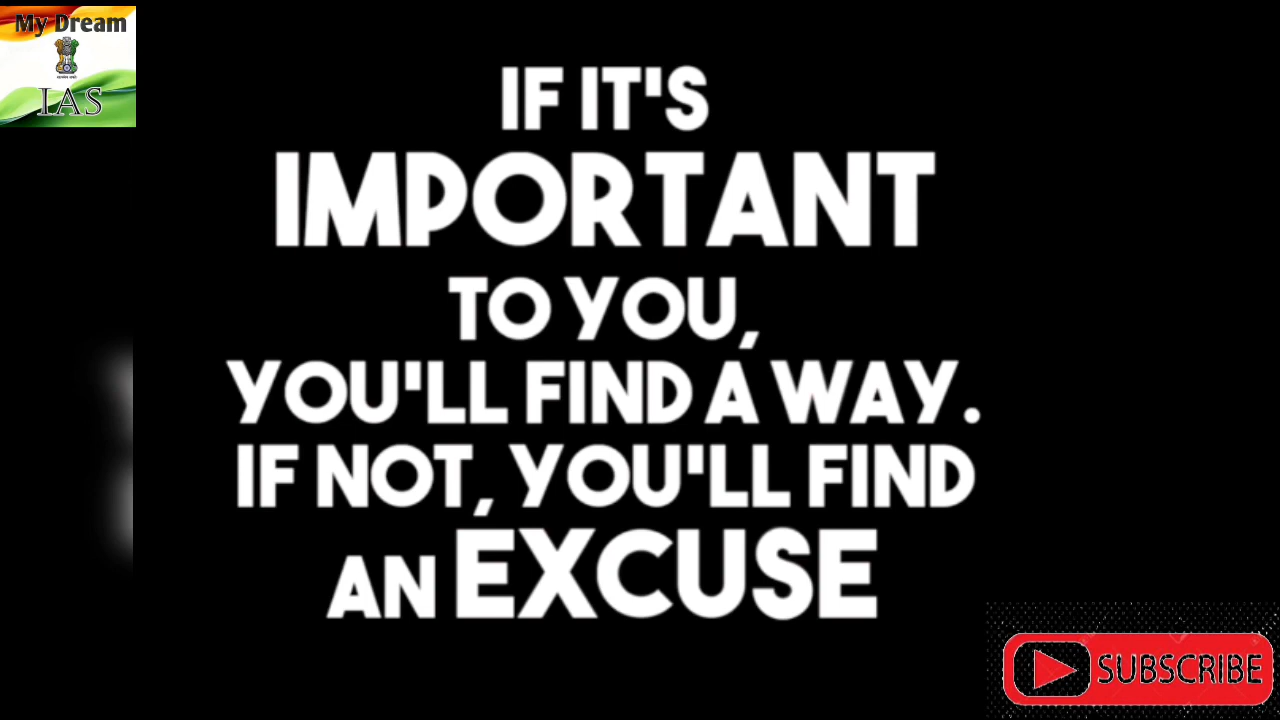 My Dream
IAS
IF IT'S
IMPORTANT
TO YOU,
YOU'LL FIND A WAY.
IF NOT, YOU'LL FIND
AN EXCUSE
SUBSCRIBE